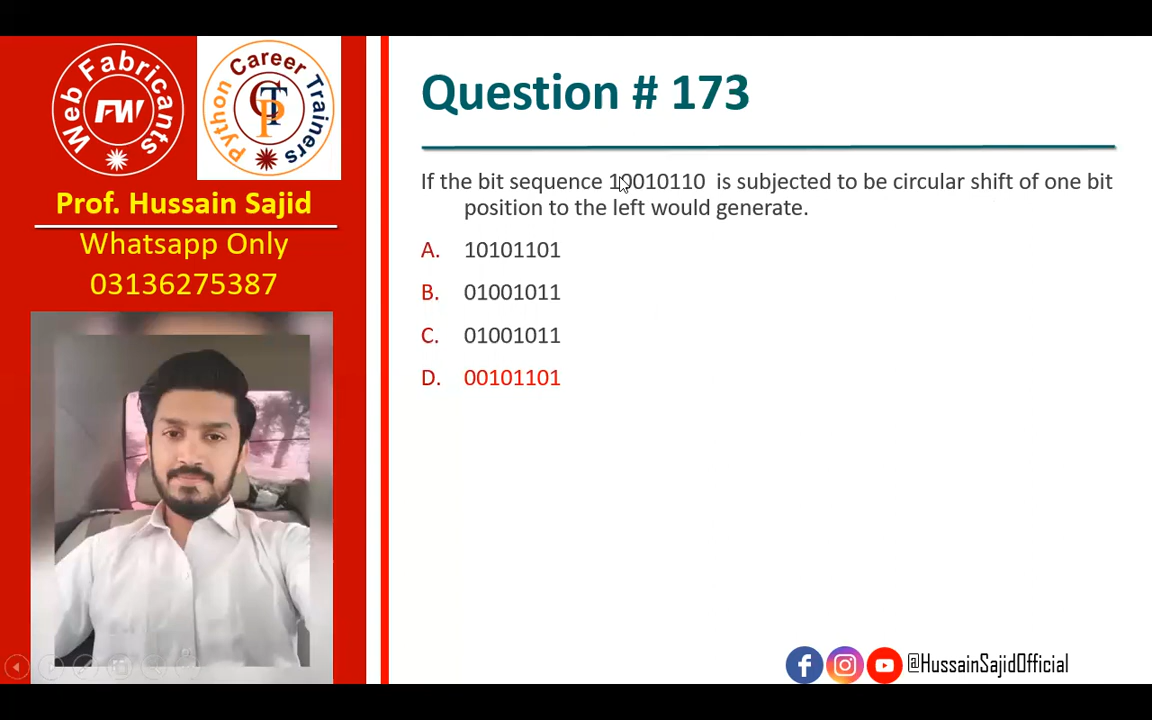 Web Fabricants
FW
Python Career Trainers
CTP
Prof. Hussain Sajid
Whatsapp Only
03136275387
Question # 173
If the bit sequence 10010110 is subjected to be circular shift of one bit
position to the left would generate.
A. 10101101
B. 01001011
C. 01001011
D. 00101101
@HussainSajidOfficial